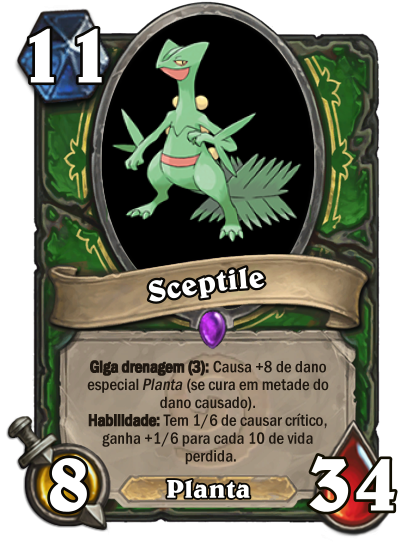 11
Sceptile
Giga drenagem (3): Causa +8 de dano
especial Planta (se cura em metade do
dano causado).
Habilidade: Tem 1/6 de causar crítico,
ganha +1/6 para cada 10 de vida
perdida.
8
Planta
34